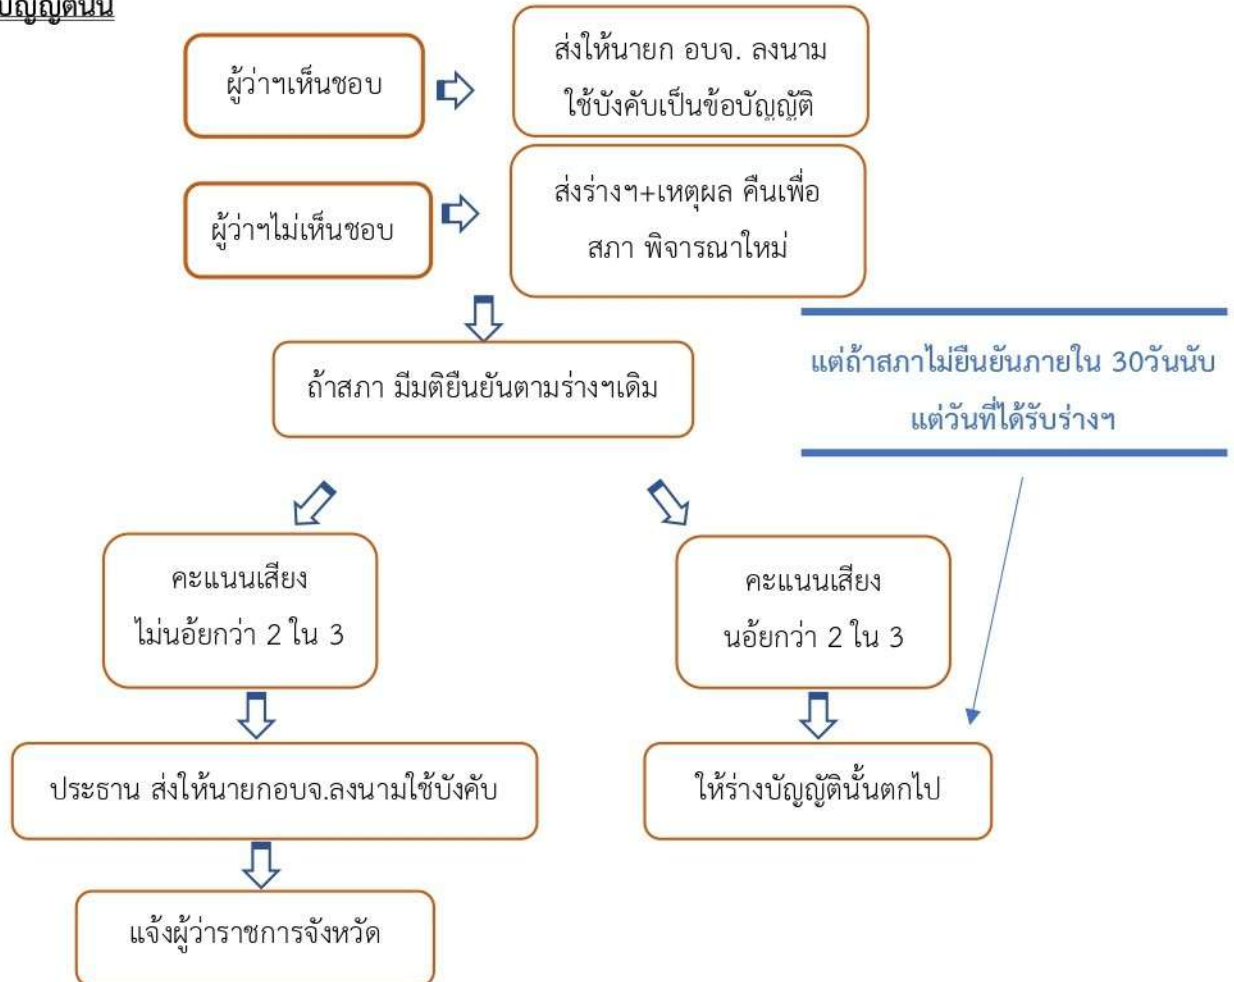 บัญญัตินั้น
ผู้ว่าฯเห็นชอบ
ส่งให้นายก อบจ. ลงนาม
ใช้บังคับเป็นข้อบัญญัติ
ผู้ว่าฯไม่เห็นชอบ
ส่งร่างฯ+เหตุผล คืนเพื่อ
สภา พิจารณาใหม่
ถ้าสภา มีมติยืนยันตามร่างฯเดิม
แต่ถ้าสภาไม่ยืนยันภายใน 30วันนับ
แต่วันที่ได้รับร่างฯ
คะแนนเสียง
ไม่นอ้ยกว่า 2 ใน 3
คะแนนเสียง
นอ้ยกว่า 2 ใน 3
ประธาน ส่งให้นายกอบจ.ลงนามใช้บังคับ
ให้ร่างบัญญัตินั้นตกไป
แจ้งผู้ว่าราชการจังหวัด